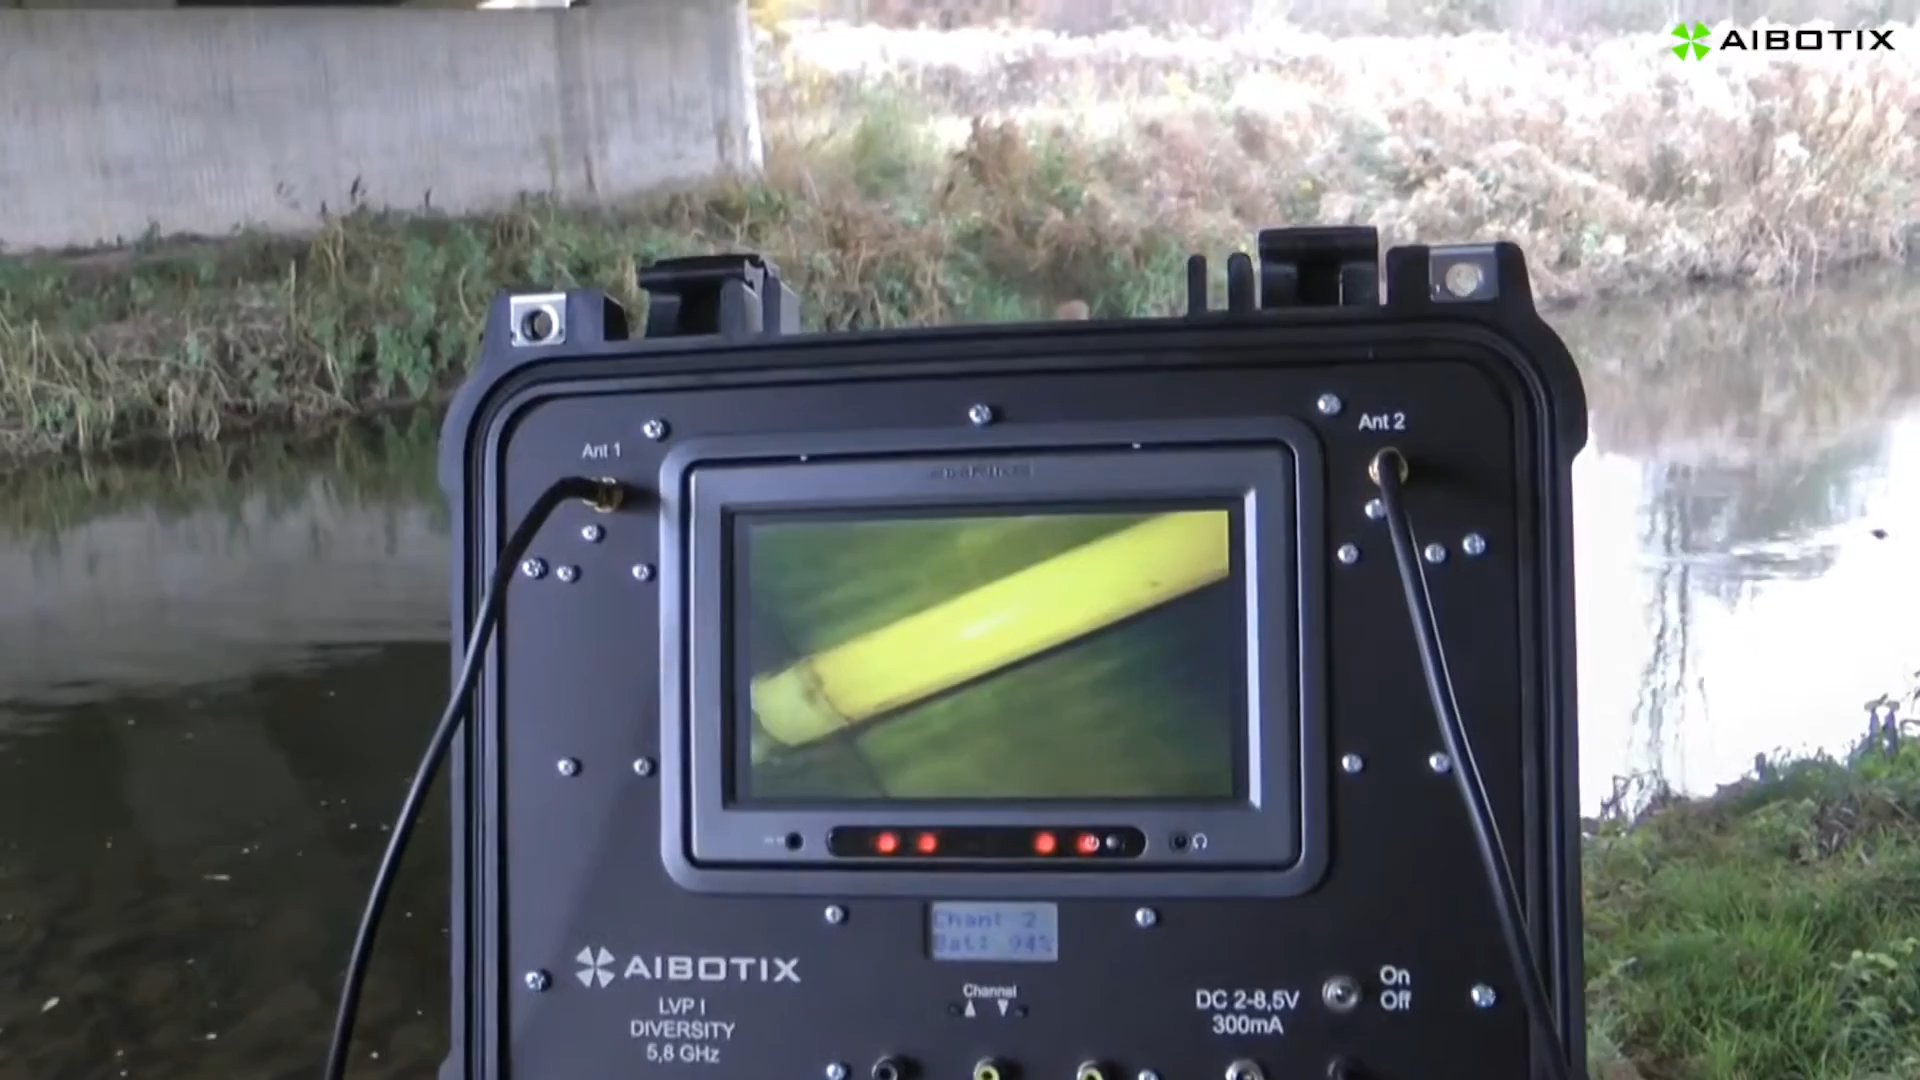 AIBOTIX
Ant 1
Ant 2
Chan: 2
Bat: 94%
AIBOTIX
LVP I
DIVERSITY
5,8 GHz
Channel
DC 2-8,5V
300mA
On
Off